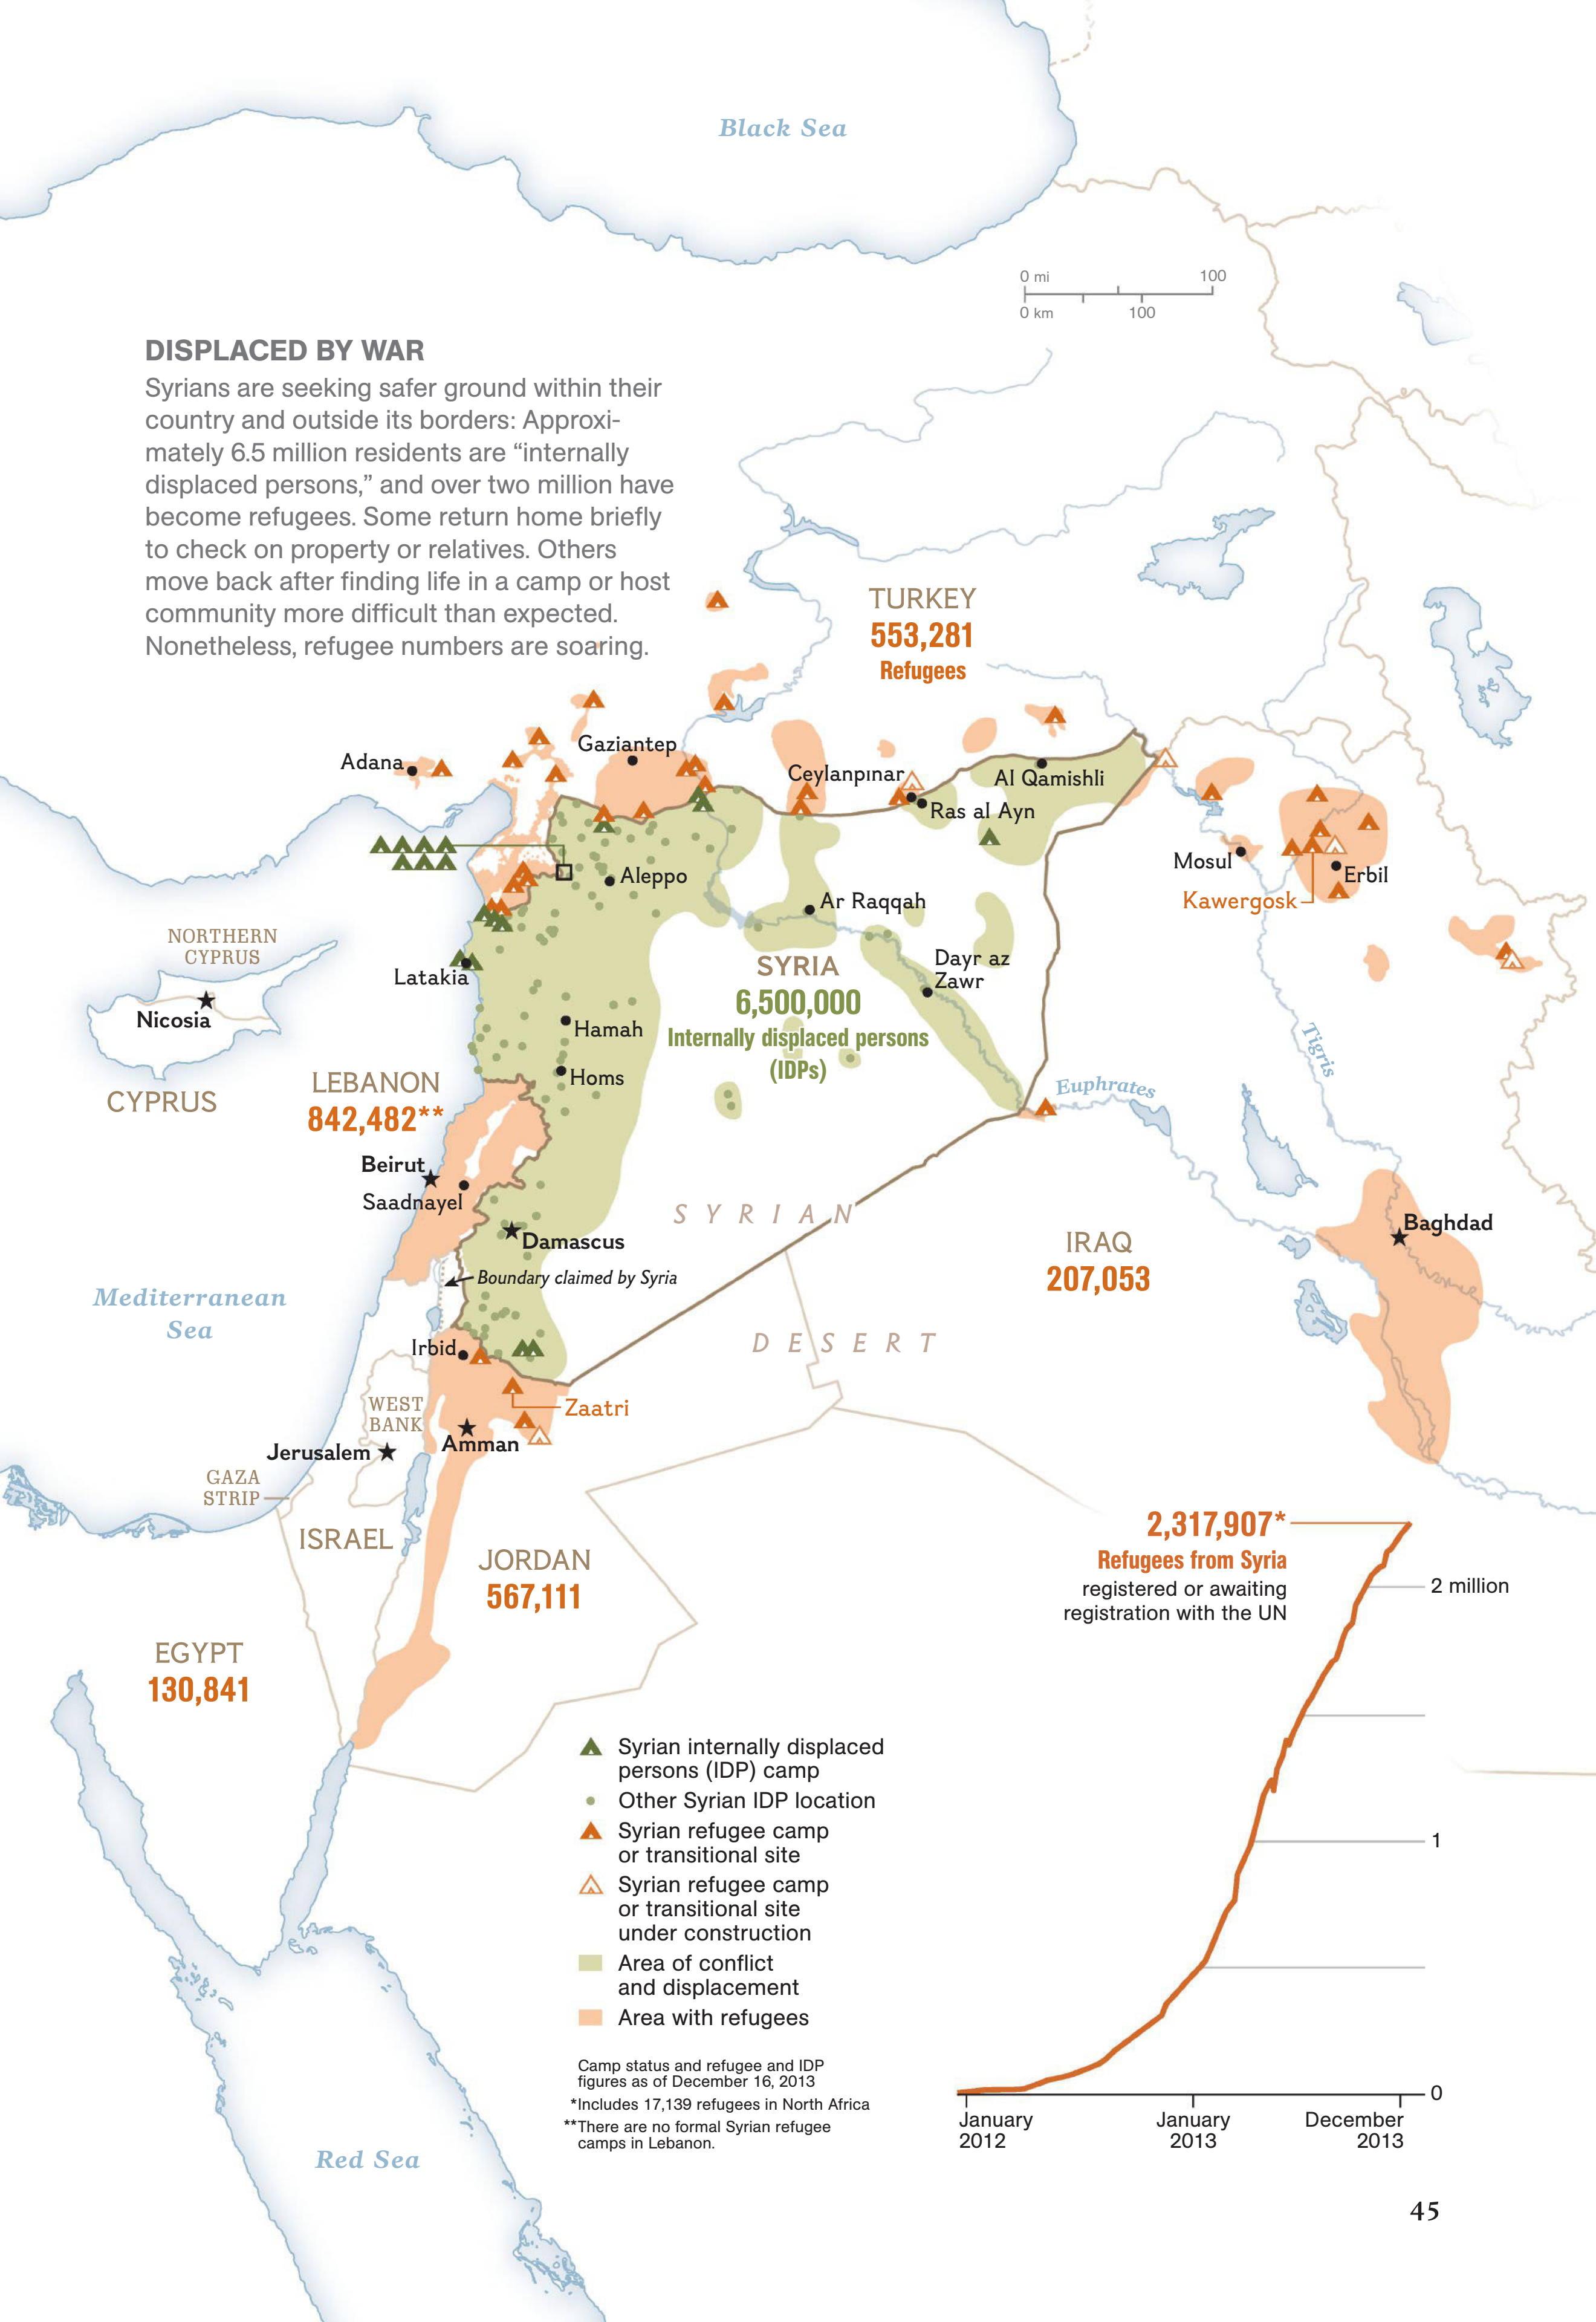 Black Sea
0 mi 100
0 km 100
DISPLACED BY WAR
Syrians are seeking safer ground within their
country and outside its borders: Approxi-
mately 6.5 million residents are “internally
displaced persons,” and over two million have
become refugees. Some return home briefly
to check on property or relatives. Others
move back after finding life in a camp or host
community more difficult than expected.
Nonetheless, refugee numbers are soaring.
TURKEY
553,281
Refugees
Gaziantep
Adana
Ceylanpınar
Al Qamishli
Ras al Ayn
Mosul
Erbil
Kawergosk
Aleppo
Ar Raqqah
NORTHERN
CYPRUS
Nicosia
CYPRUS
Latakia
SYRIA
6,500,000
Internally displaced persons
(IDPs)
Dayr az
Zawr
Hamah
Homs
Tigris
Euphrates
LEBANON
842,482**
Beirut
Saadnayel
SYRIAN
Damascus
Boundary claimed by Syria
IRAQ
207,053
Baghdad
Mediterranean
Sea
DESERT
Irbid
WEST
BANK
Zaatri
Amman
Jerusalem
GAZA
STRIP
ISRAEL
JORDAN
567,111
EGYPT
130,841
2,317,907*
Refugees from Syria
registered or awaiting
registration with the UN
2 million
1
0
January
2012
January
2013
December
2013
Syrian internally displaced
persons (IDP) camp
Other Syrian IDP location
Syrian refugee camp
or transitional site
Syrian refugee camp
or transitional site
under construction
Area of conflict
and displacement
Area with refugees
Camp status and refugee and IDP
figures as of December 16, 2013
*Includes 17,139 refugees in North Africa
**There are no formal Syrian refugee
camps in Lebanon.
Red Sea
45